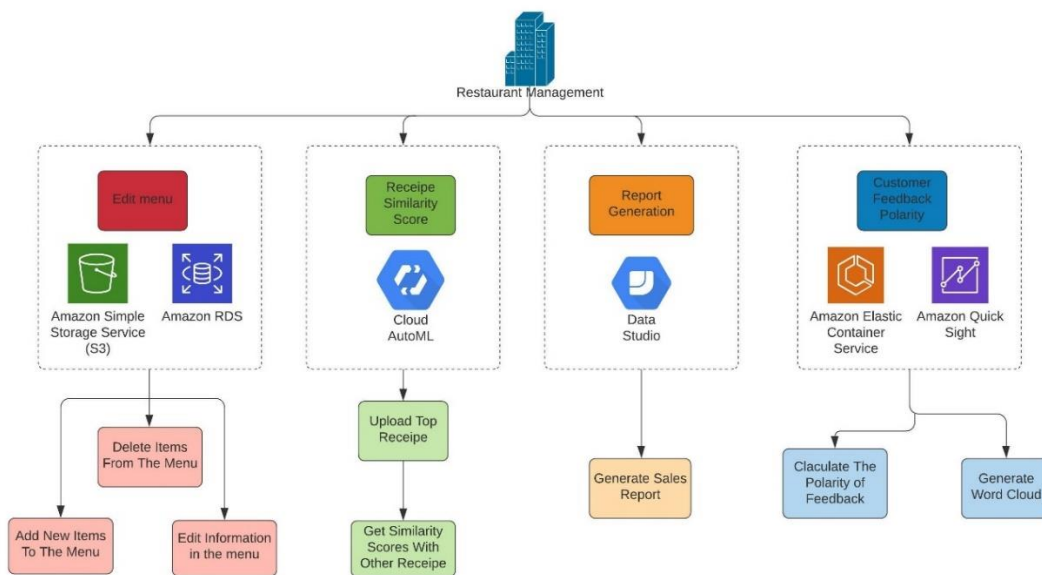 Restaurant Management
Edit menu
Amazon Simple
Storage Service
(S3)
Amazon RDS
Receipe
Similarity
Score
Cloud
AutoML
Report
Generation
Data
Studio
Customer
Feedback
Polarity
Amazon Elastic
Container
Service
Amazon Quick
Sight
Delete Items
From The Menu
Add New Items
To The Menu
Edit Information
in the menu
Upload Top
Receipe
Get Similarity
Scores With
Other Receipe
Generate Sales
Report
Claculate The
Polarity of
Feedback
Generate
Word Cloud